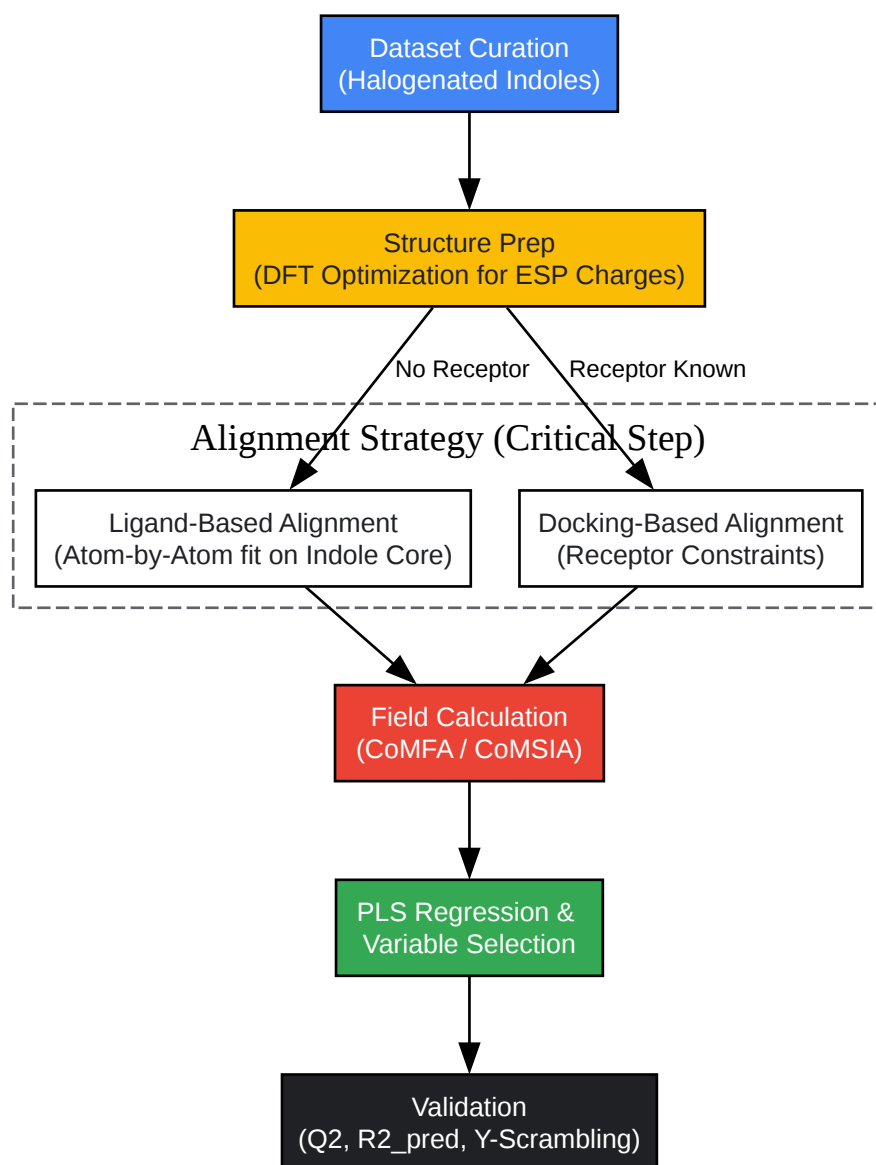 Dataset Curation
(Halogenated Indoles)
Structure Prep
(DFT Optimization for ESP Charges)
No Receptor
Receptor Known
Alignment Strategy (Critical Step)
Ligand-Based Alignment
(Atom-by-Atom fit on Indole Core)
Docking-Based Alignment
(Receptor Constraints)
Field Calculation
(CoMFA / CoMSIA)
PLS Regression &
Variable Selection
Validation
(Q2, R2_pred, Y-Scrambling)